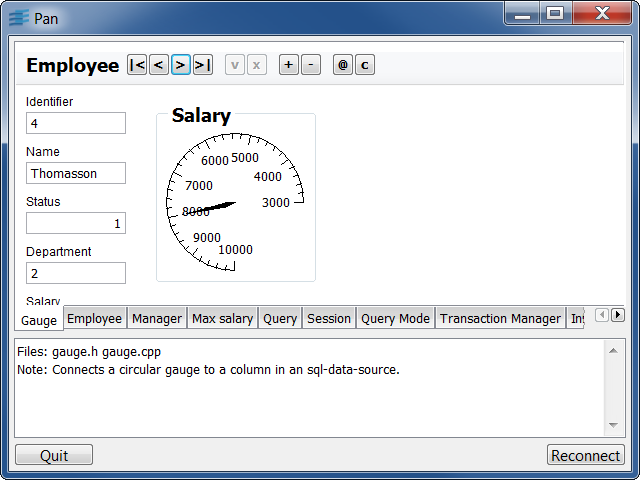 Pan
Employee |< < > >| v x + - @ c
Identifier
4
Name
Thomasson
Status
1
Department
2
Salary
Salary
3000
4000
5000
6000
7000
8000
9000
10000
Gauge Employee Manager Max salary Query Session Query Mode Transaction Manager In
Files: gauge.h gauge.cpp
Note: Connects a circular gauge to a column in an sql-data-source.
Quit Reconnect